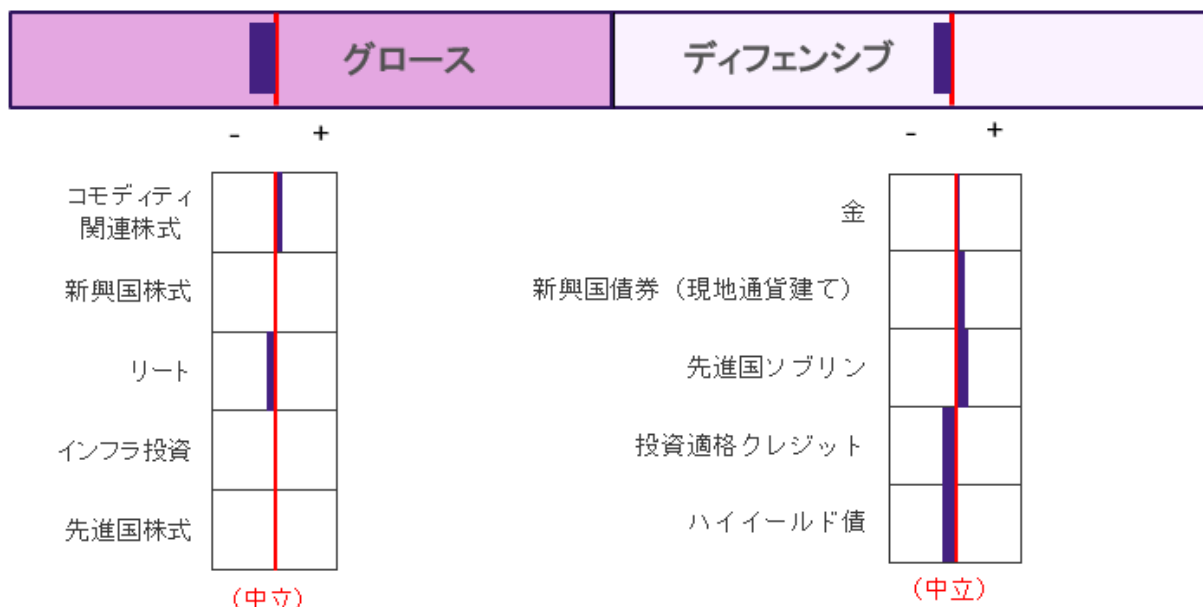 グロース
ディフェンシブ
- +
- +
コモディティ
関連株式
新興国株式
リート
インフラ投資
先進国株式
(中立)
金
新興国債券（現地通貨建て）
先進国ソブリン
投資適格クレジット
ハイイールド債
(中立)